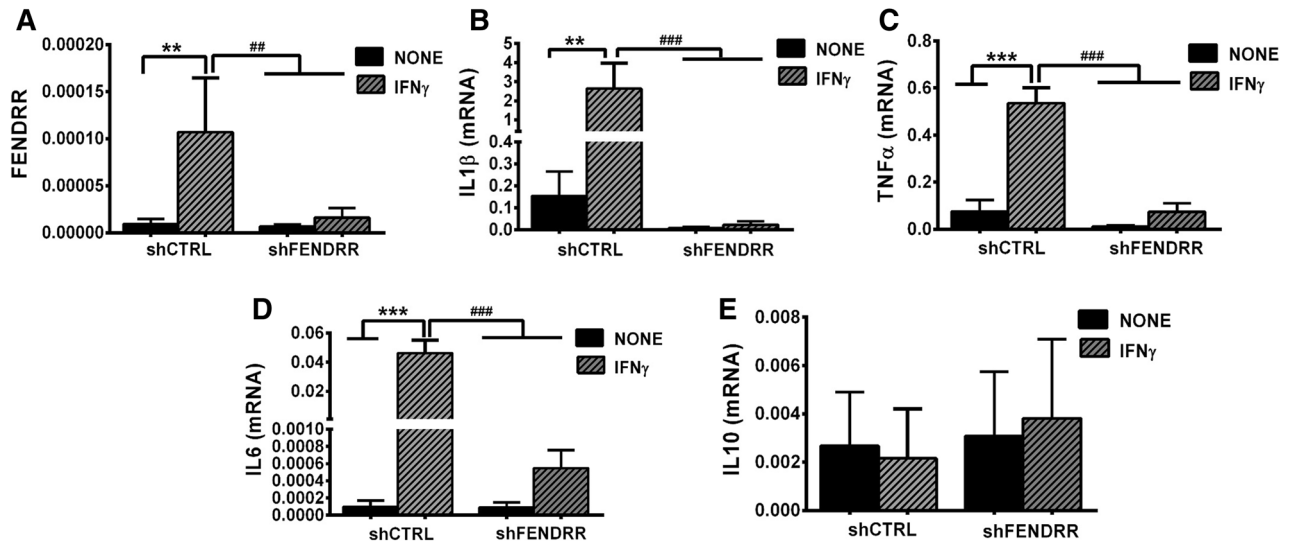 A
FENDRR
0.00020
0.00015
0.00010
0.00005
0.00000
**
##
NONE
IFNγ
shCTRL
shFENDRR
B
IL1β (mRNA)
5
4
3
2
1
0.4
0.3
0.2
0.1
0.0
**
###
NONE
IFNγ
shCTRL
shFENDRR
C
TNFα (mRNA)
0.8
0.6
0.4
0.2
0.0
***
###
NONE
IFNγ
shCTRL
shFENDRR
D
IL6 (mRNA)
0.06
0.04
0.02
0.0010
0.0008
0.0006
0.0004
0.0002
0.0000
***
###
NONE
IFNγ
shCTRL
shFENDRR
E
IL10 (mRNA)
0.008
0.006
0.004
0.002
0.000
NONE
IFNγ
shCTRL
shFENDRR